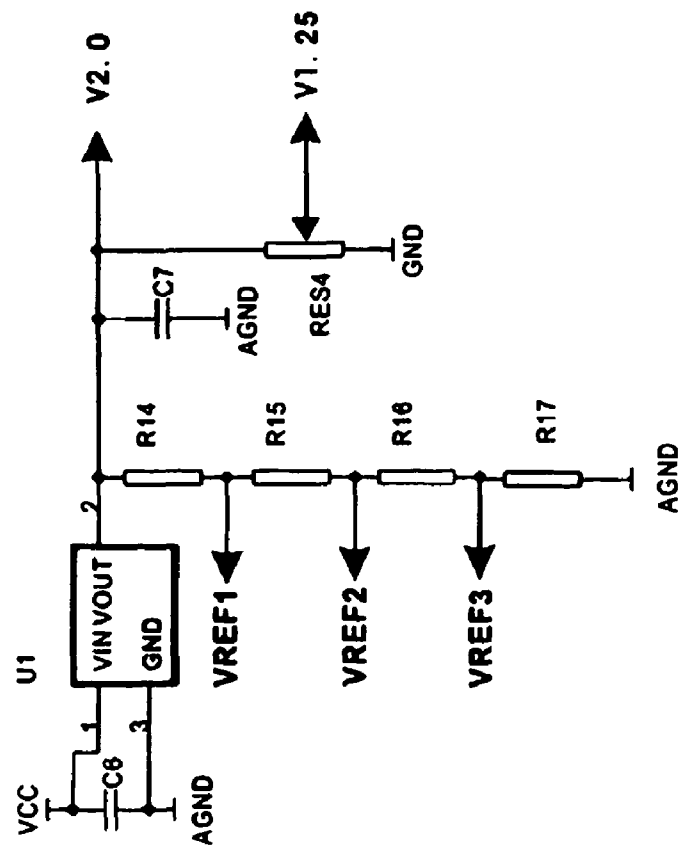 V2.0
V1.25
C7
AGND
RES4
GND
R14
R15
R16
R17
AGND
2
U1
VIN VOUT
GND
VREF1
VREF2
VREF3
1
3
VCC
C6
AGND